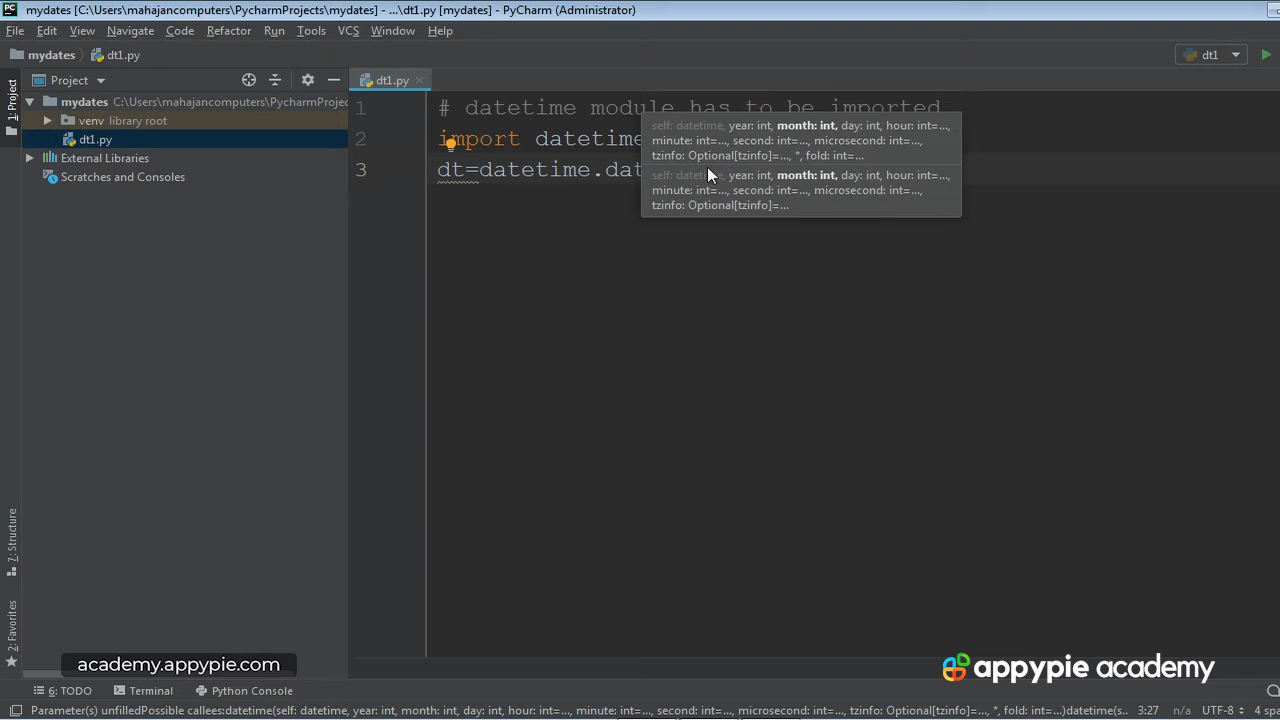 mydates [C:\Users\mahajancomputers\PycharmProjects\mydates] - ...\dt1.py [mydates] - PyCharm (Administrator)
File Edit View Navigate Code Refactor Run Tools VCS Window Help
mydates dt1.py dt1
1: Project
Project
dt1.py
mydates C:\Users\mahajancomputers\PycharmProjec
venv library root
dt1.py
External Libraries
Scratches and Consoles
1 # datetime module has to be imported
2 import datetime
3 dt=datetime.dat
self: datetime, year: int, month: int, day: int, hour: int=...,
minute: int=..., second: int=..., microsecond: int=...,
tzinfo: Optional[tzinfo]=..., *, fold: int=...
self: datetime, year: int, month: int, day: int, hour: int=...,
minute: int=..., second: int=..., microsecond: int=...,
tzinfo: Optional[tzinfo]=...
7: Structure
2: Favorites
academy.appypie.com
appypie academy
6: TODO Terminal Python Console
Parameter(s) unfilledPossible callees:datetime(self: datetime, year: int, month: int, day: int, hour: int=..., minute: int=..., second: int=..., microsecond: int=..., tzinfo: Optional[tzinfo]=..., *, fold: int=...)datetime(s.. 3:27 n/a UTF-8 4 spa